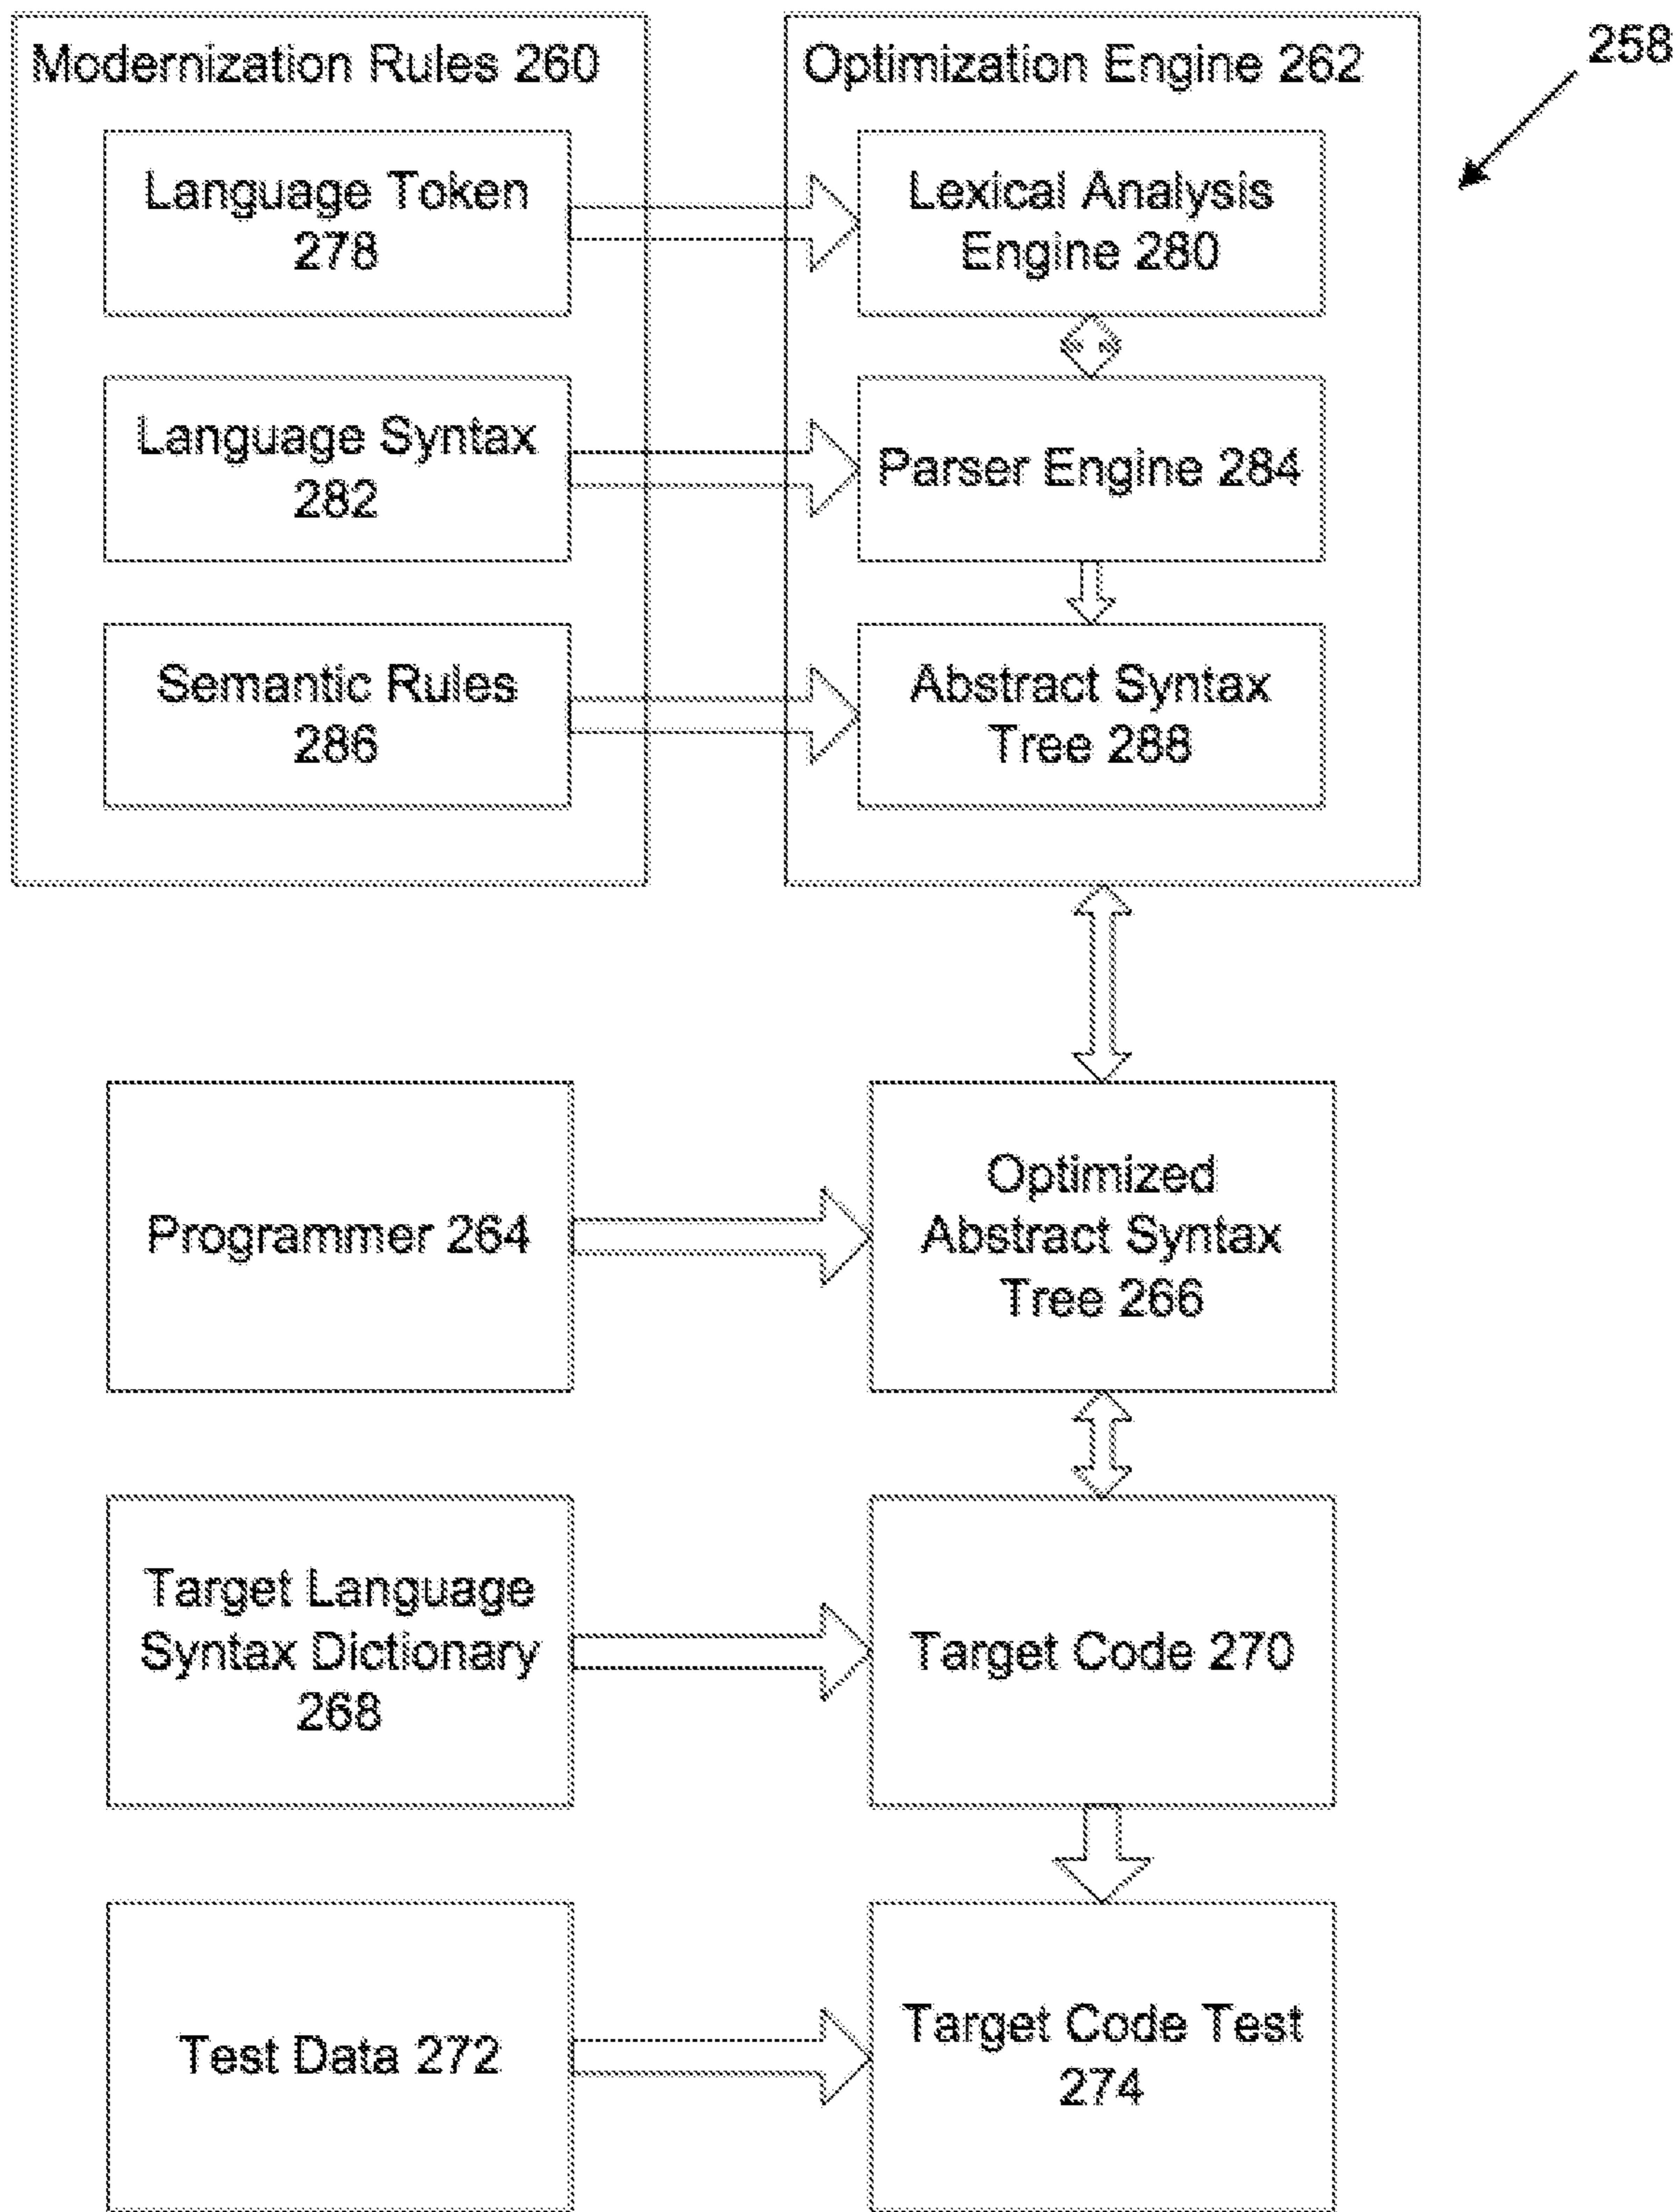 258
Modernization Rules 260
Optimization Engine 262
Language Token
278
Lexical Analysis
Engine 280
Language Syntax
282
Parser Engine 284
Semantic Rules
286
Abstract Syntax
Tree 288
Programmer 264
Optimized
Abstract Syntax
Tree 266
Target Language
Syntax Dictionary
268
Target Code 270
Test Data 272
Target Code Test
274